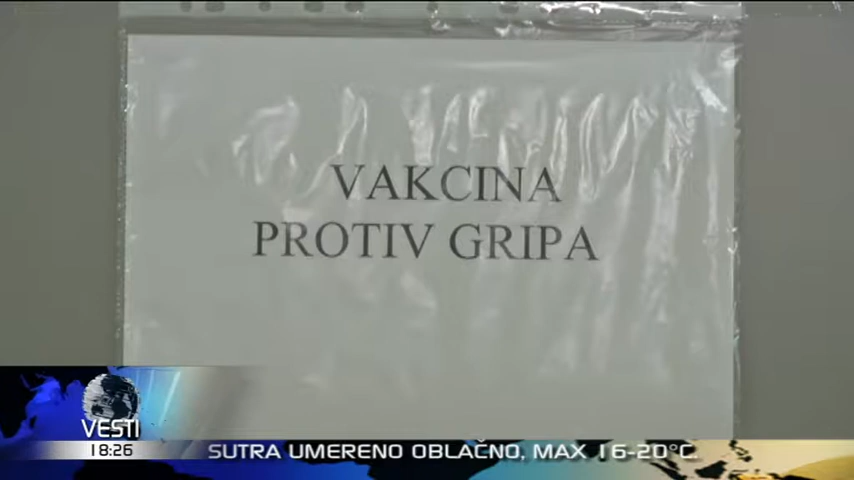 VAKCINA
PROTIV GRIPA
VESTI
18:26
SUTRA UMERENO OBLAČNO, MAX 16-20°C.